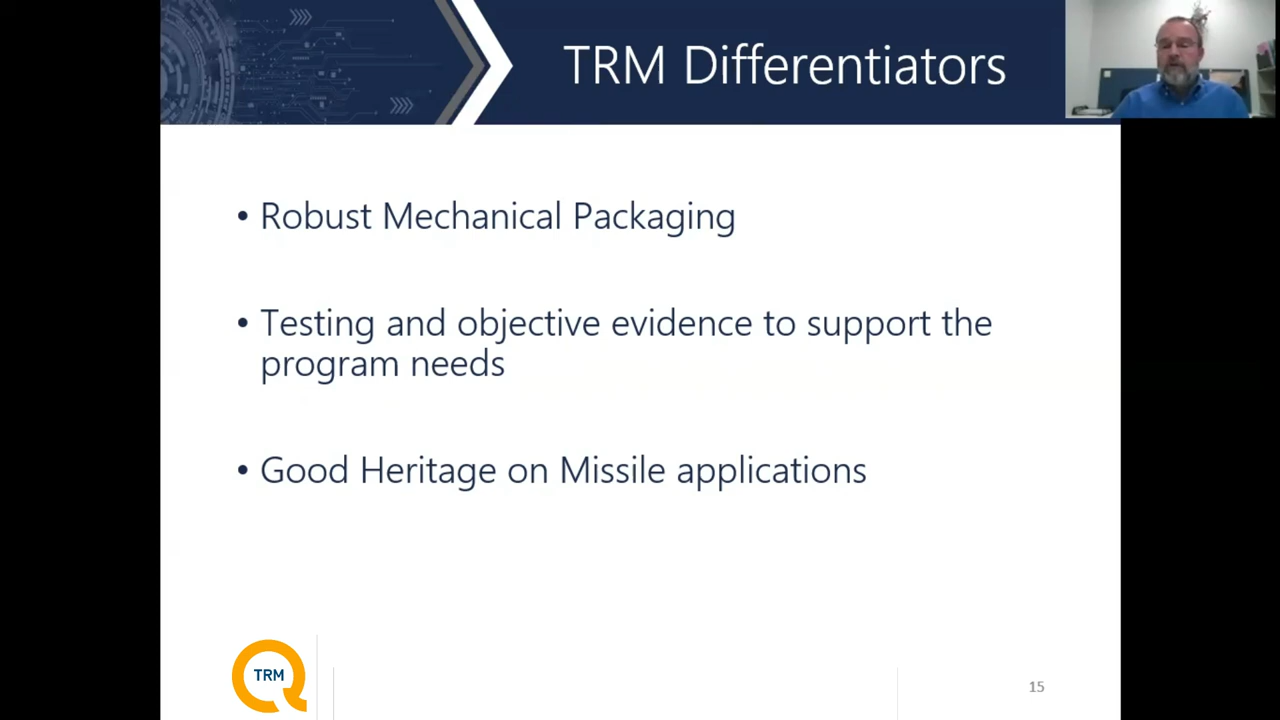 TRM Differentiators
• Robust Mechanical Packaging
• Testing and objective evidence to support the
program needs
• Good Heritage on Missile applications
TRM
15